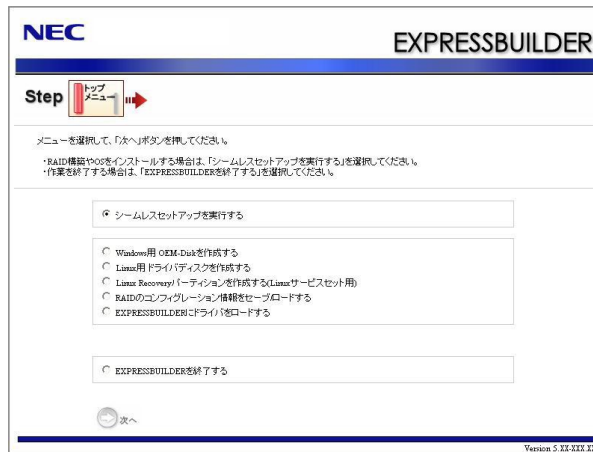 NEC
EXPRESSBUILDER
Step トップ
メニュー
メニューを選択して、「次へ」ボタンを押してください。
・RAID構築やOSをインストールする場合は、「シームレスセットアップを実行する」を選択してください。
・作業を終了する場合は、「EXPRESSBUILDERを終了する」を選択してください。
シームレスセットアップを実行する
Windows用 OEM-Diskを作成する
Linux用 ドライバディスクを作成する
Linux Recoveryパーティションを作成する(Linuxサービスセット用)
RAIDのコンフィグレーション情報をセーブ/ロードする
EXPRESSBUILDERにドライバをロードする
EXPRESSBUILDERを終了する
次へ
Version 5.XX-XXX.XX